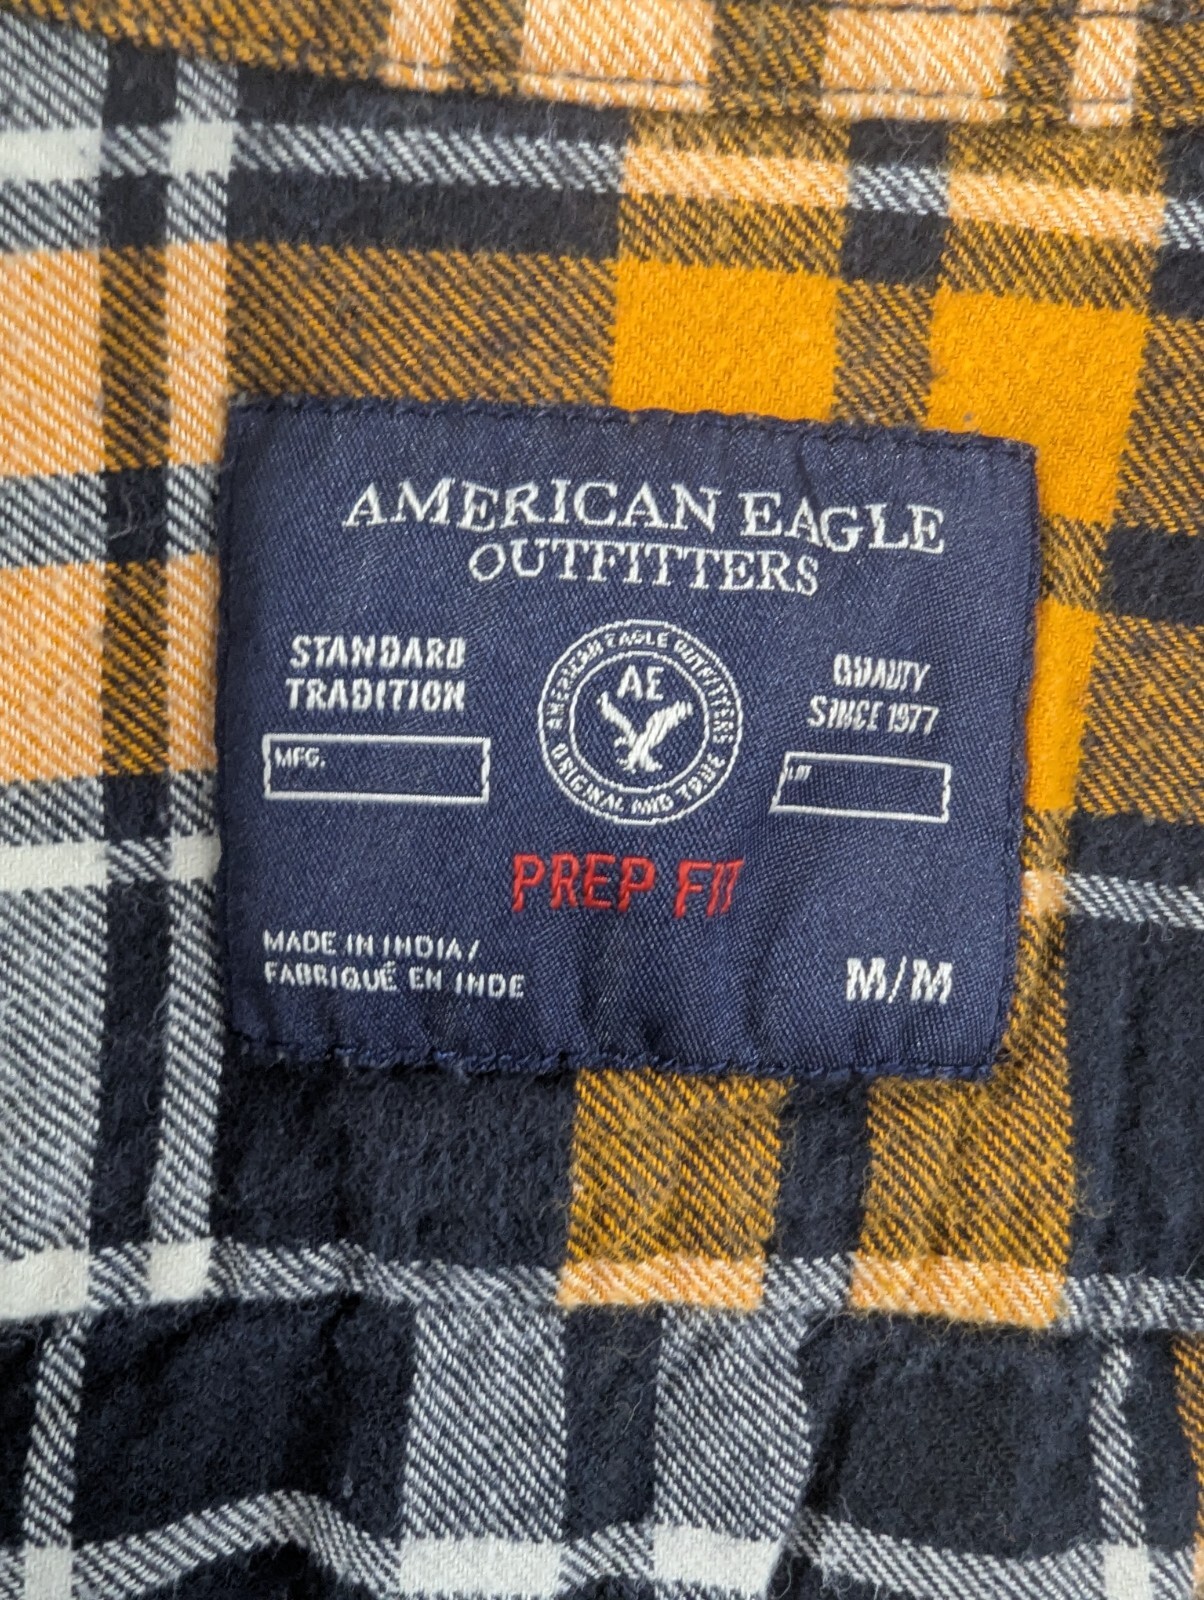 AMERICAN EAGLE
OUTFITTERS
STANDARD
TRADITION
MFG.
AMERICAN EAGLE OUTFITTERS
AE
ORIGINAL AND TRUE
QUALITY
SINCE 1977
LOT
PREP FIT
MADE IN INDIA/
FABRIQUÉ EN INDE
M/M